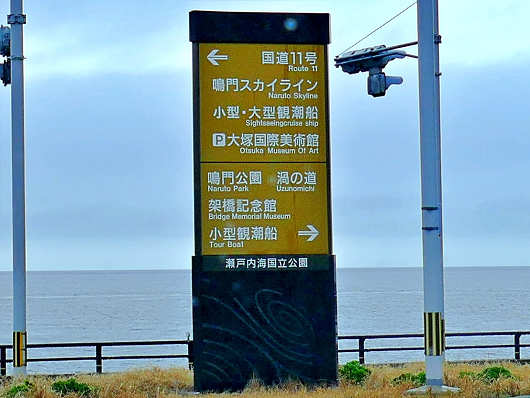 ← 国道11号
Route 11
鳴門スカイライン
Naruto Skyline
小型・大型観潮船
Sightseeingcruise ship
P 大塚国際美術館
Otsuka Museum Of Art
鳴門公園 渦の道
Naruto Park Uzunomichi
架橋記念館
Bridge Memorial Museum
小型観潮船 →
Tour Boat
瀬戸内海国立公園